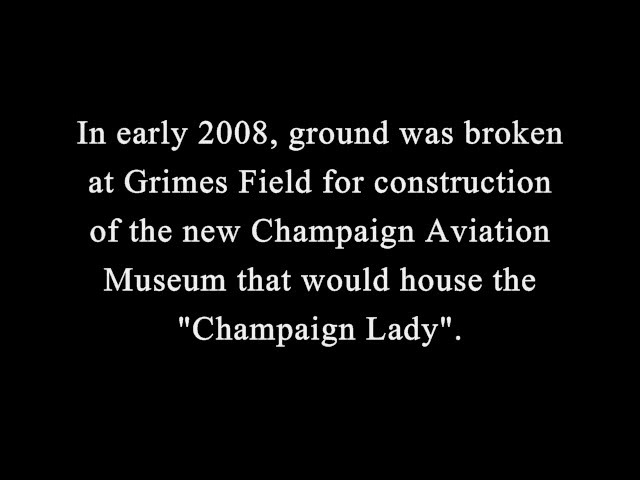 In early 2008, ground was broken
at Grimes Field for construction
of the new Champaign Aviation
Museum that would house the
"Champaign Lady".